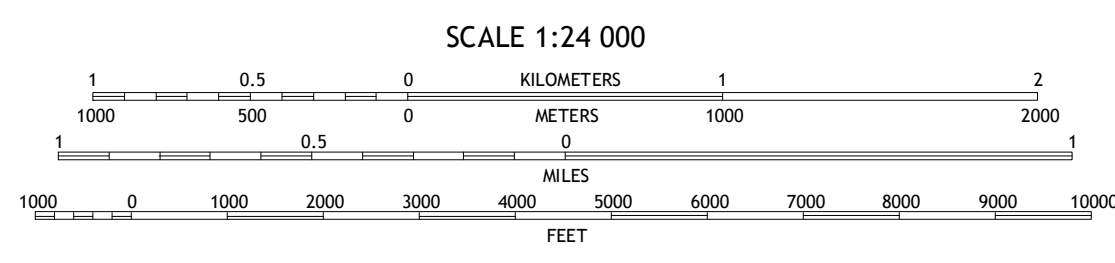 SCALE 1:24 000
1 0.5 0 KILOMETERS 1 2
1000 500 0 METERS 1000 2000
1 0.5 0 1
MILES
1000 0 1000 2000 3000 4000 5000 6000 7000 8000 9000 10000
FEET